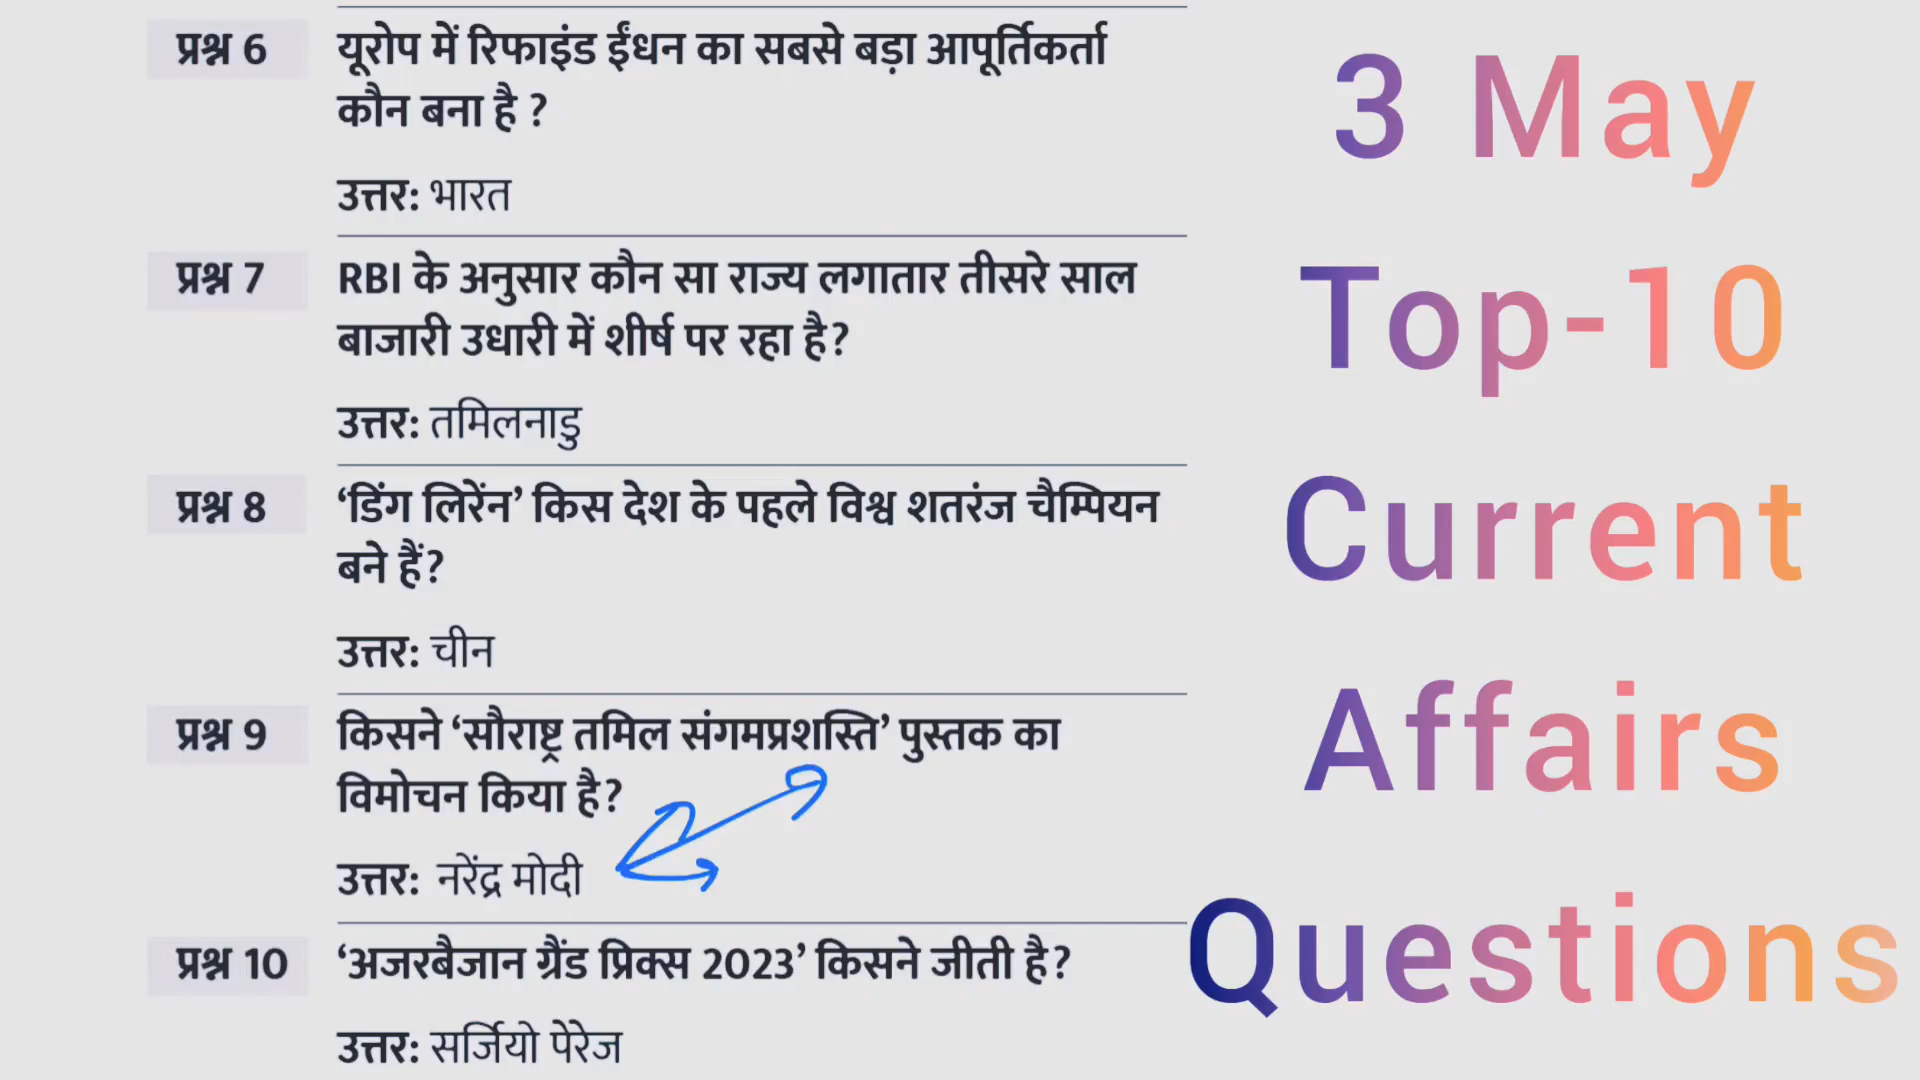 प्रश्न 6
यूरोप में रिफाइंड ईंधन का सबसे बड़ा आपूर्तिकर्ता
कौन बना है ?
उत्तर: भारत
प्रश्न 7
RBI के अनुसार कौन सा राज्य लगातार तीसरे साल
बाजारी उधारी में शीर्ष पर रहा है?
उत्तर: तमिलनाडु
प्रश्न 8
‘डिंग लिरेंन’ किस देश के पहले विश्व शतरंज चैम्पियन
बने हैं?
उत्तर: चीन
प्रश्न 9
किसने ‘सौराष्ट्र तमिल संगमप्रशस्ति’ पुस्तक का
विमोचन किया है?
उत्तर: नरेंद्र मोदी
प्रश्न 10
‘अजरबैजान ग्रैंड प्रिक्स 2023’ किसने जीती है?
उत्तर: सर्जियो पेरेज
3 May
Top-10
Current
Affairs
Questions